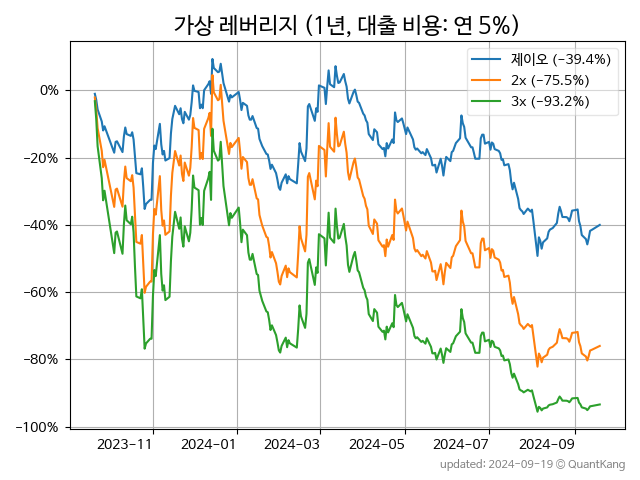 가상 레버리지 (1년, 대출 비용: 연 5%)
제이오 (−39.4%)
2x (−75.5%)
3x (−93.2%)
0%
−20%
−40%
−60%
−80%
−100%
2023−11 2024−01 2024−03 2024−05 2024−07 2024−09
updated: 2024−09−19 © QuantKang